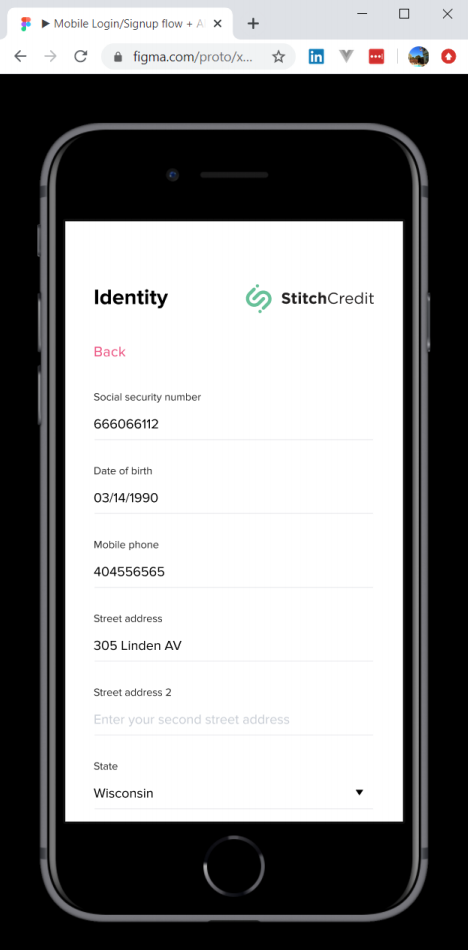 Mobile Login/Signup flow +
figma.com/proto/x...
Identity
StitchCredit
Back
Social security number
666066112
Date of birth
03/14/1990
Mobile phone
404556565
Street address
305 Linden AV
Street address 2
Enter your second street address
State
Wisconsin